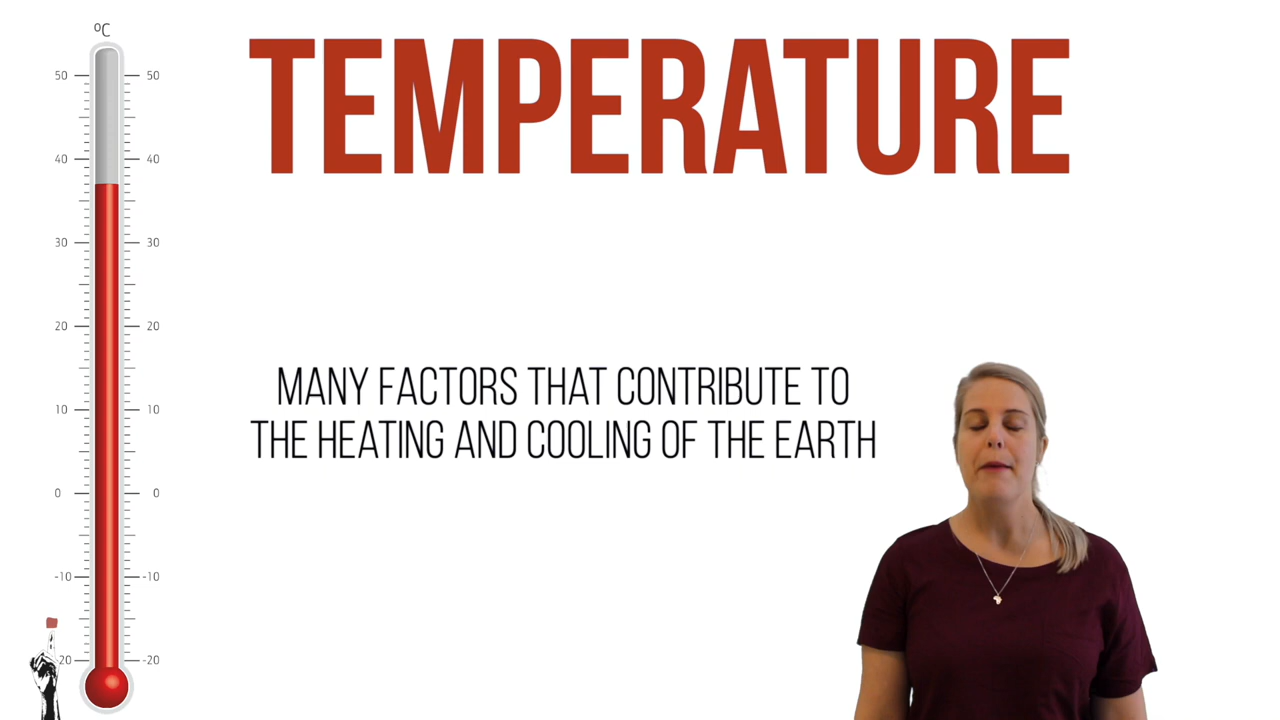 °C
TEMPERATURE
50 50
40 40
30 30
20 20
10 10
0 0
-10 -10
20 -20
MANY FACTORS THAT CONTRIBUTE TO
THE HEATING AND COOLING OF THE EARTH